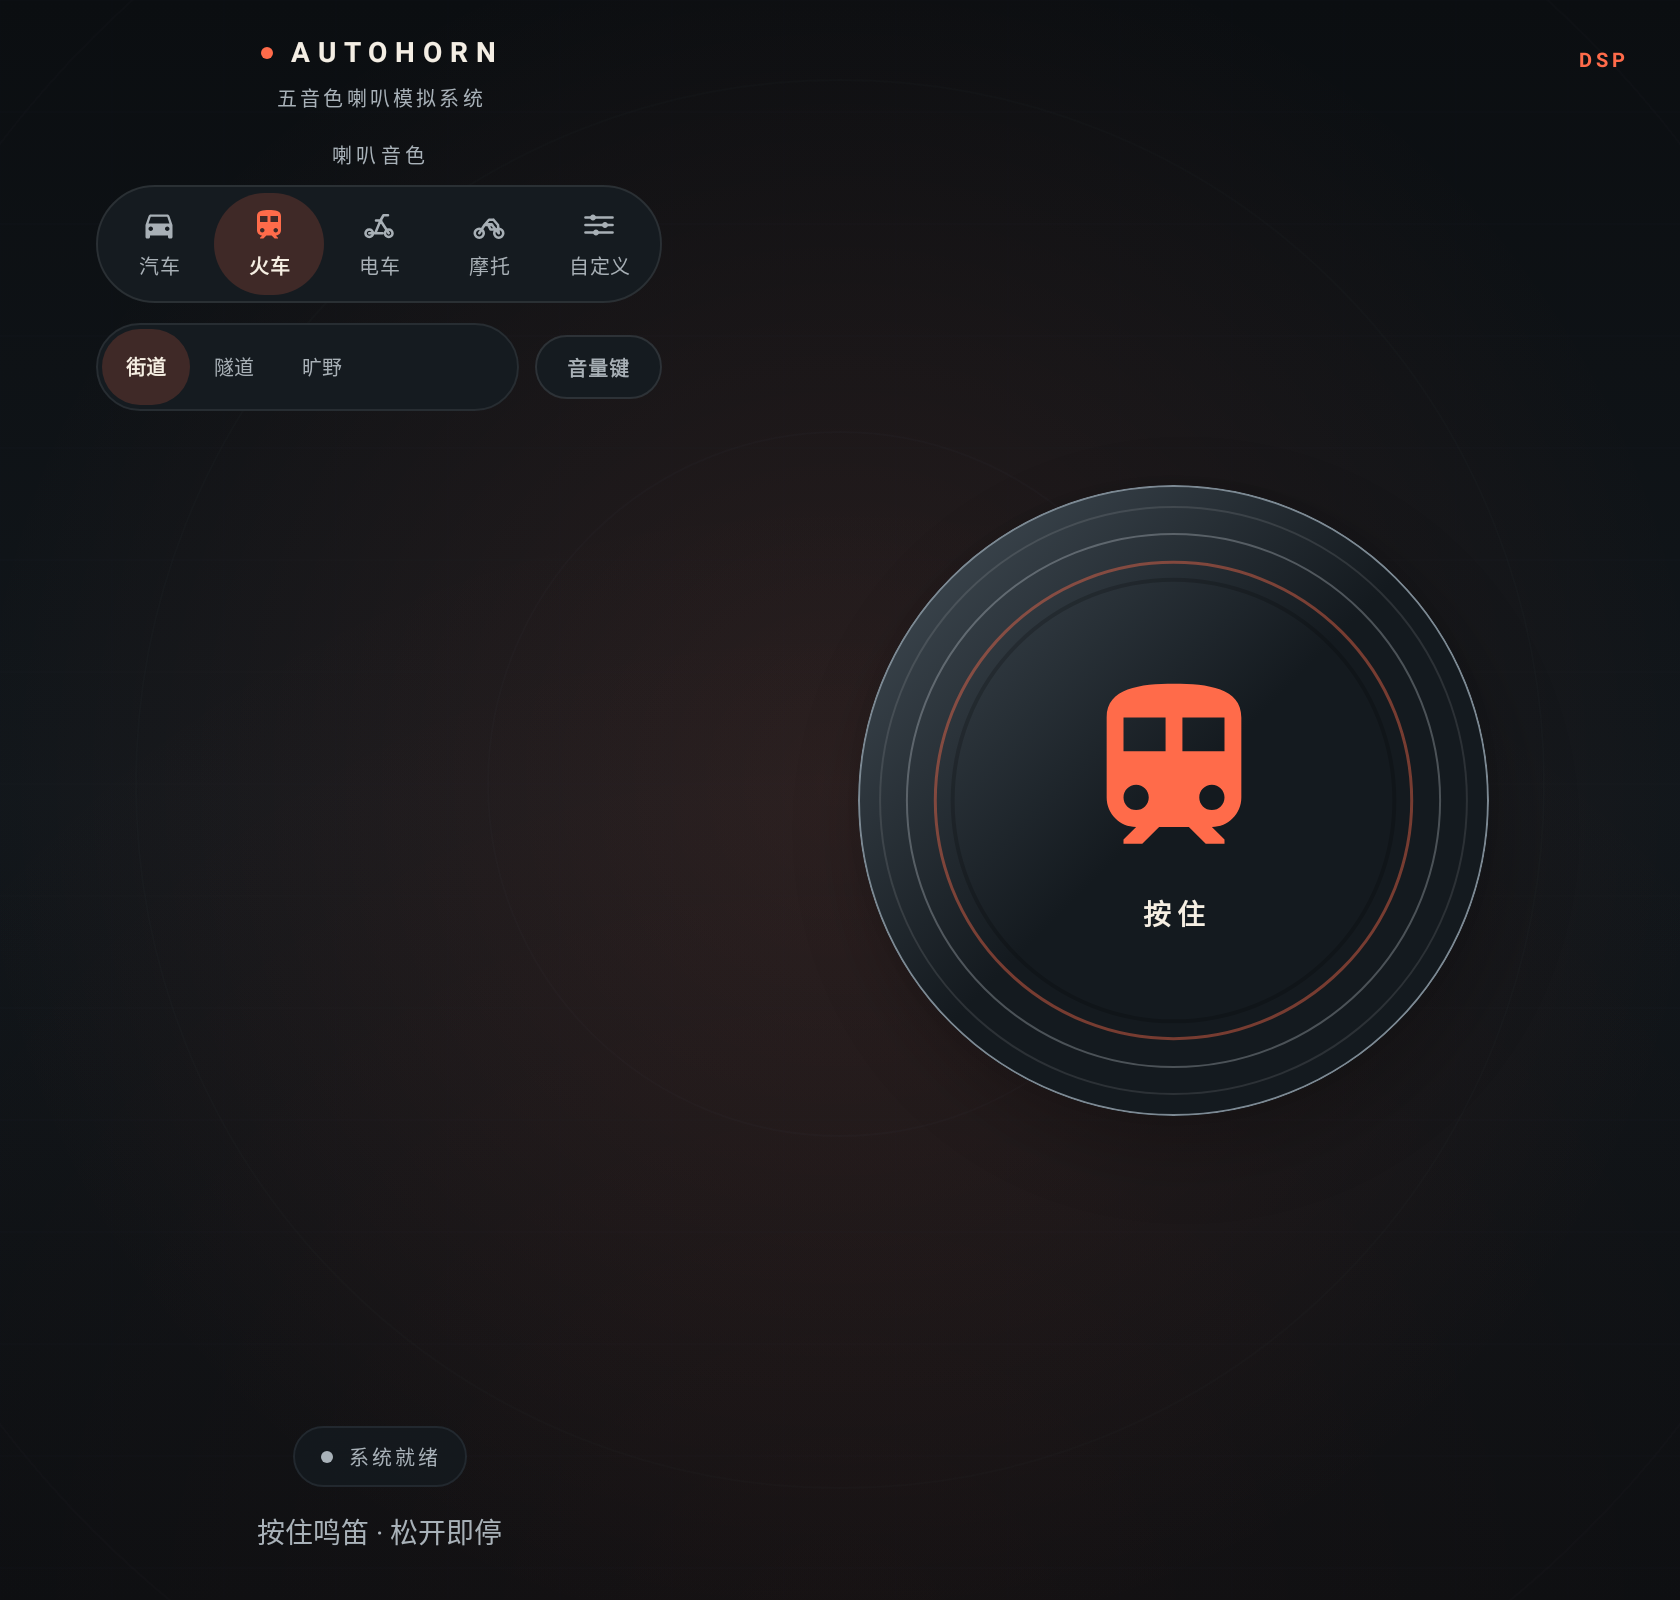 AUTOHORN
DSP
五音色喇叭模拟系统
喇叭音色
汽车 火车 电车 摩托 自定义
街道 隧道 旷野 音量键
按住
系统就绪
按住鸣笛 · 松开即停